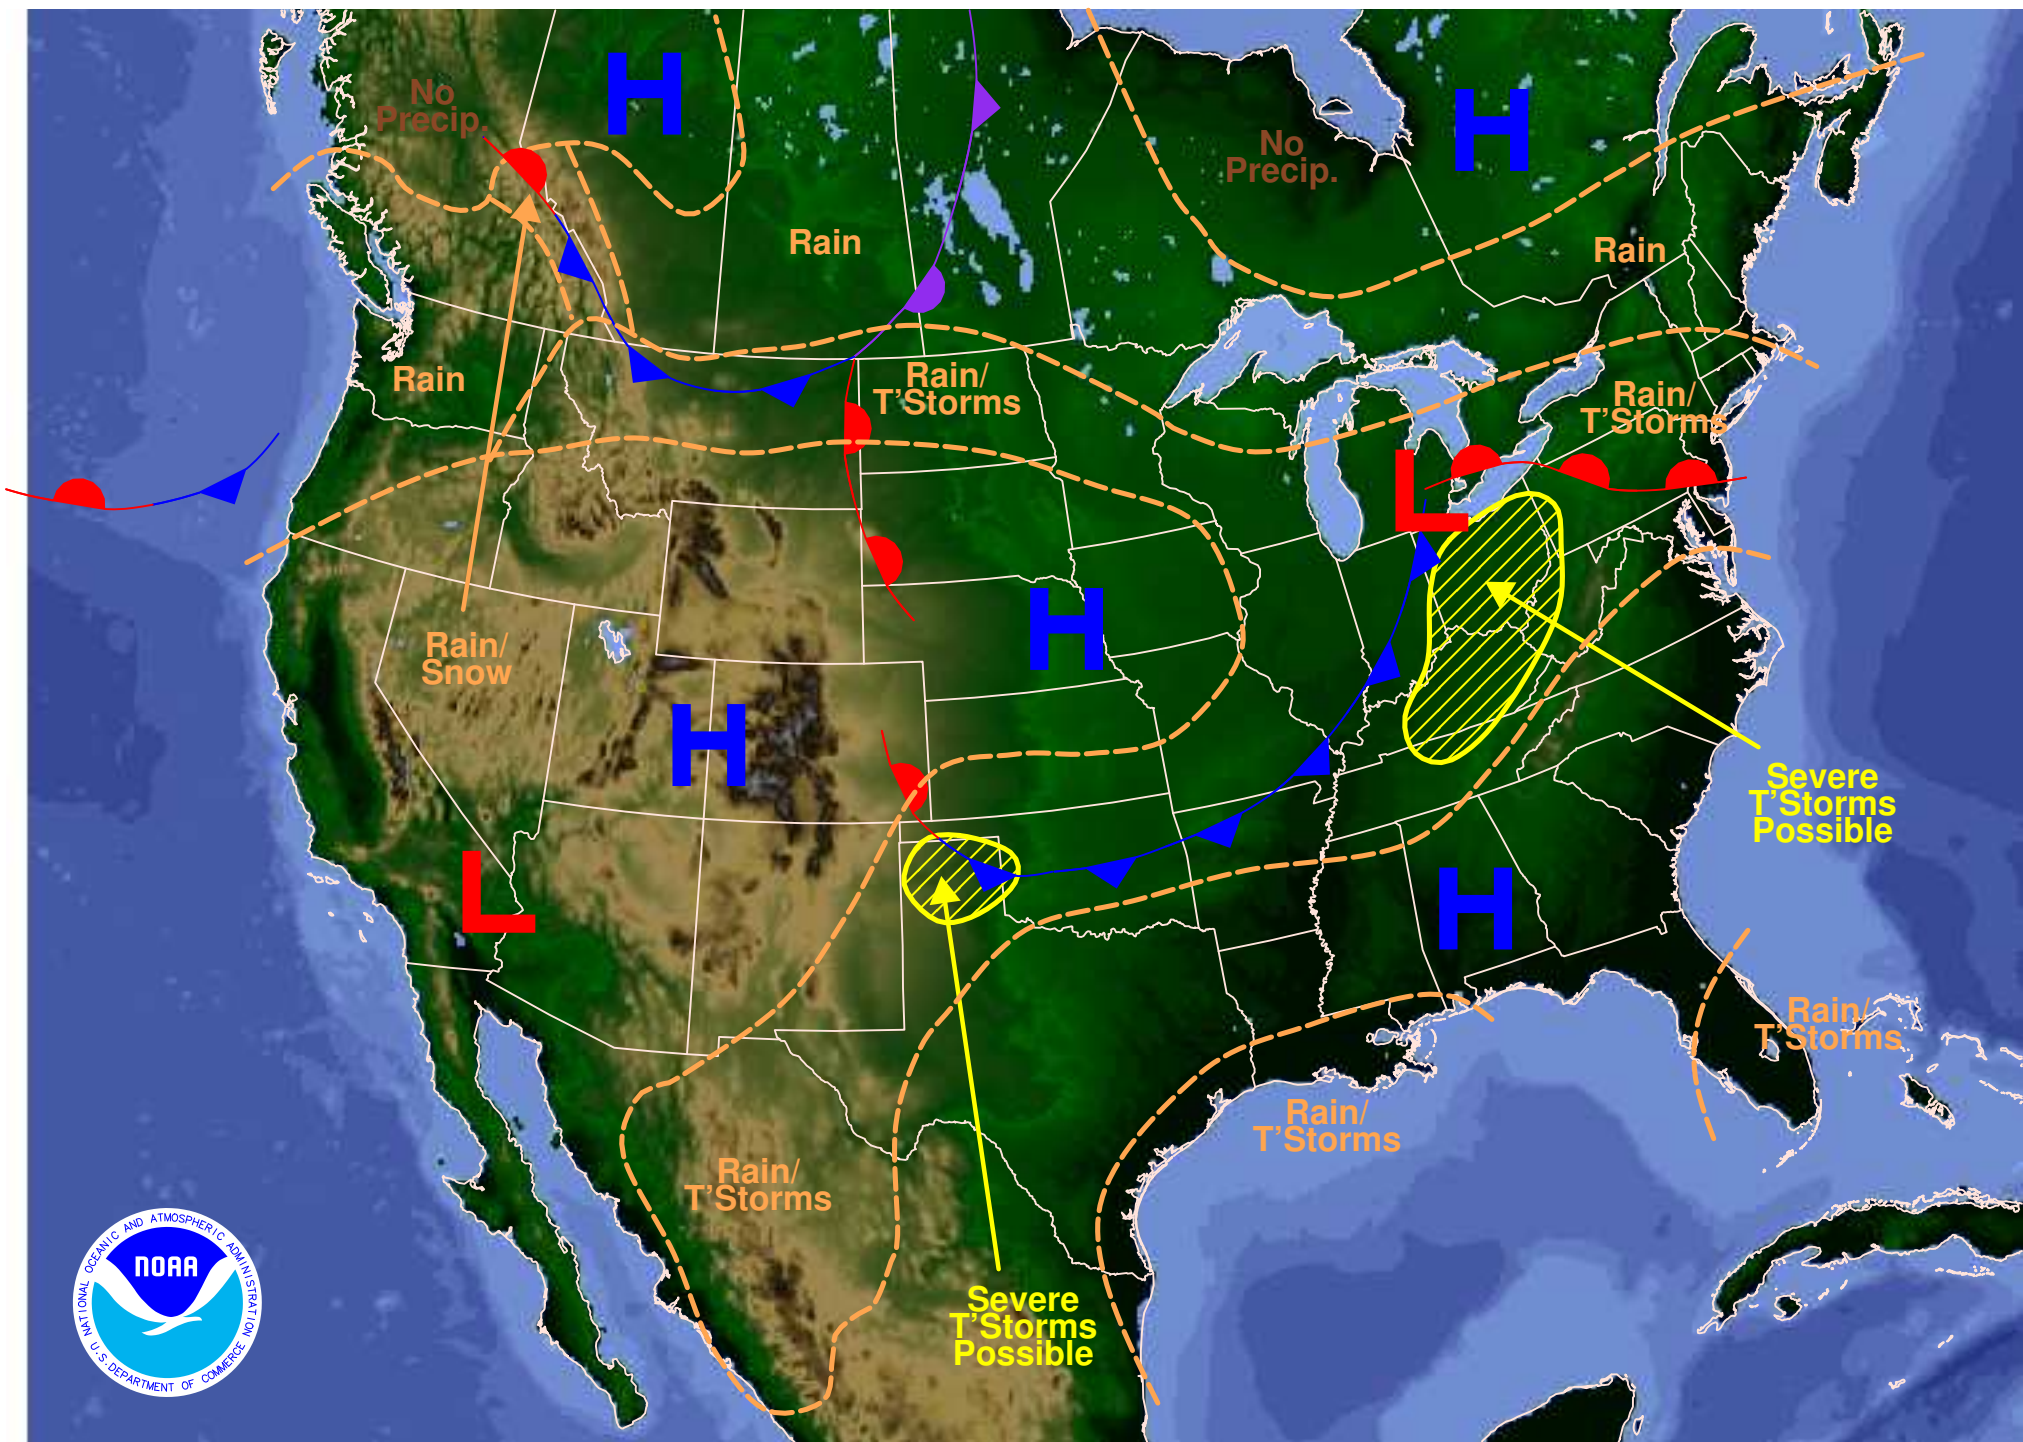 H
No
Precip.
H
No
Precip.
Rain
Rain
Rain
Rain/
T'Storms
Rain/
T'Storms
L
Rain/
Snow
H
H
Severe
T'Storms
Possible
L
H
Rain/
T'Storms
Rain/
T'Storms
Rain/
T'Storms
Severe
T'Storms
Possible
NATIONAL OCEANIC AND ATMOSPHERIC ADMINISTRATION
NOAA
U.S. DEPARTMENT OF COMMERCE